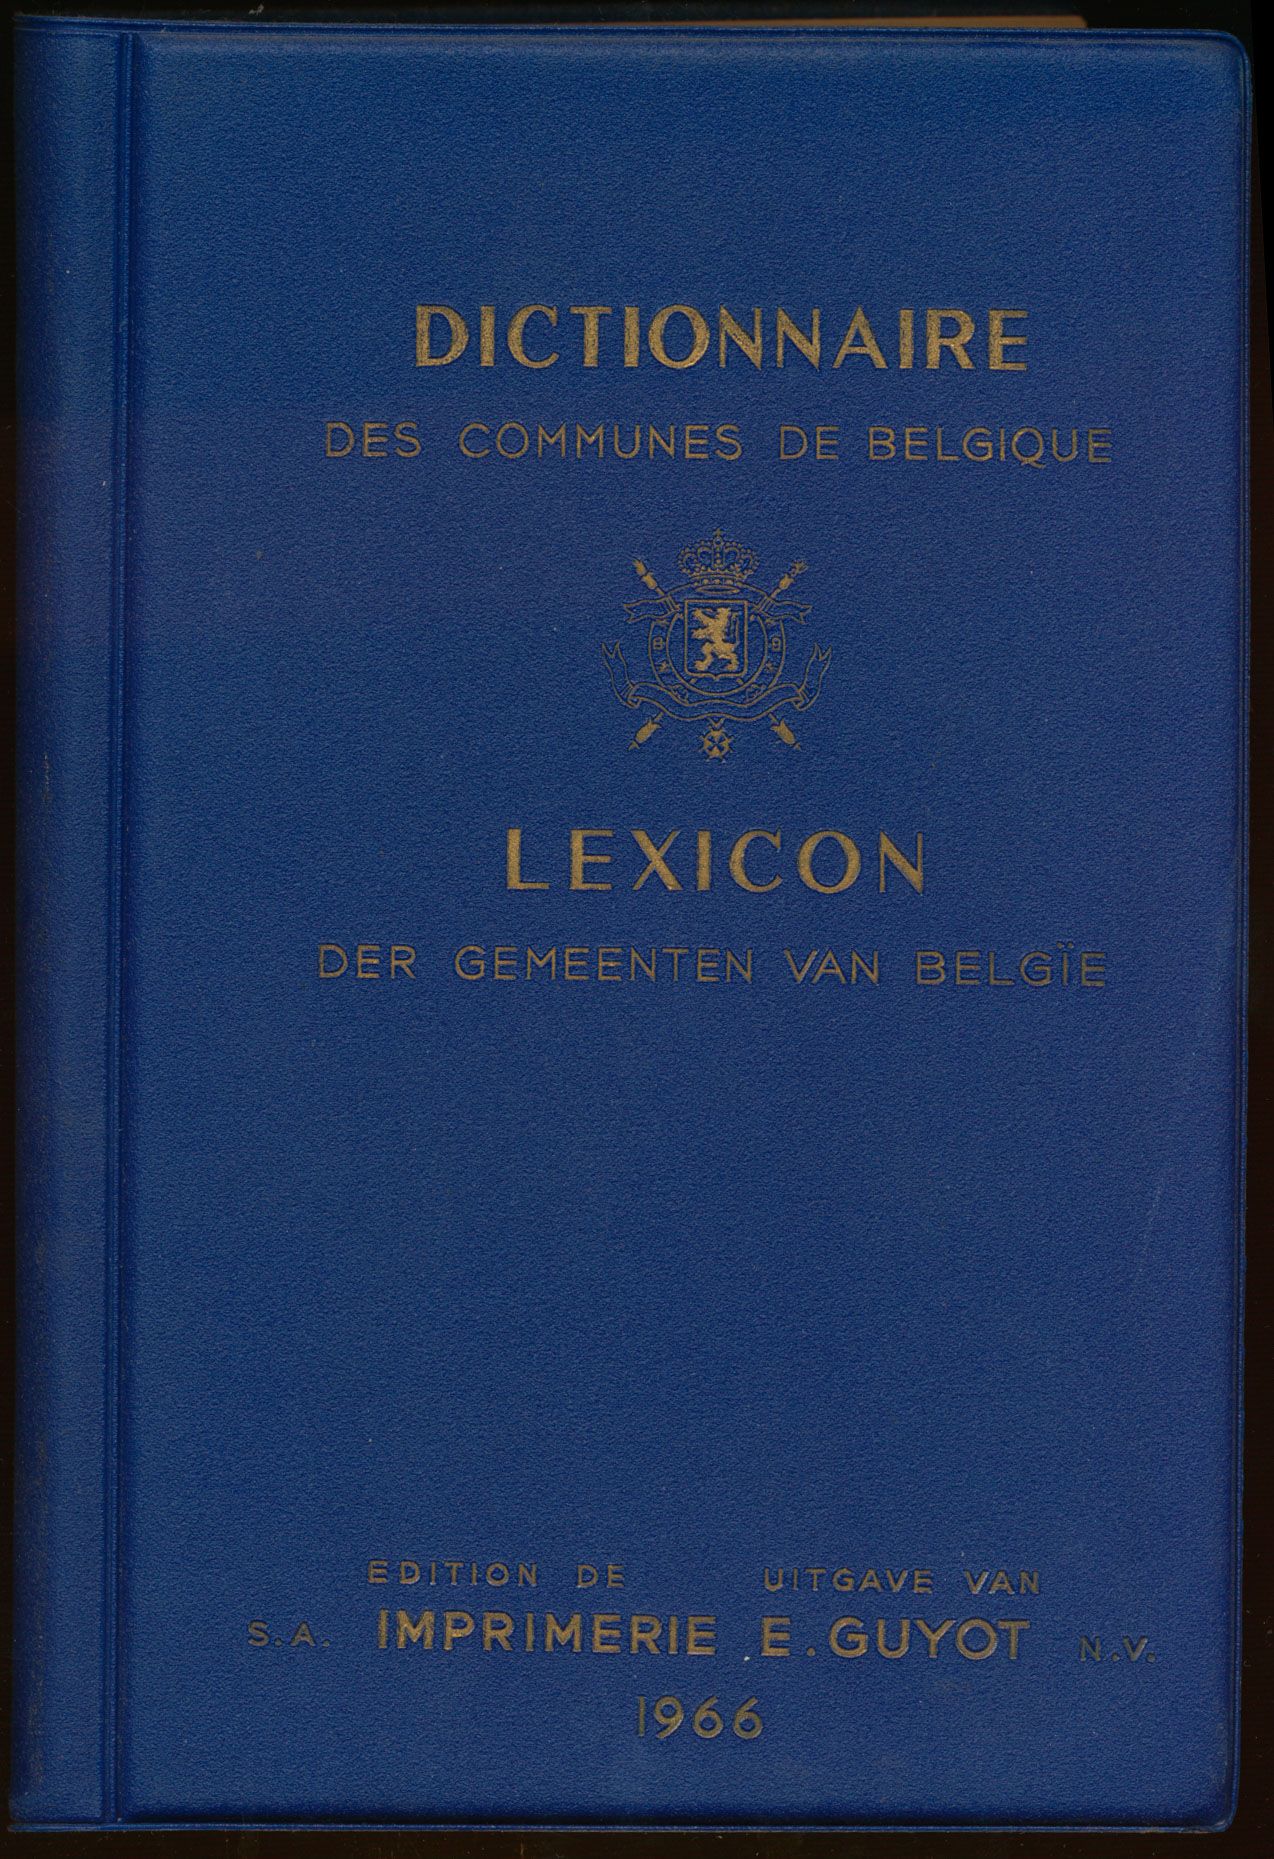 DICTIONNAIRE
DES COMMUNES DE BELGIQUE
LEXICON
DER GEMEENTEN VAN BELGÏE
EDITION DE UITGAVE VAN
S.A. IMPRIMERIE E.GUYOT N.V.
1966